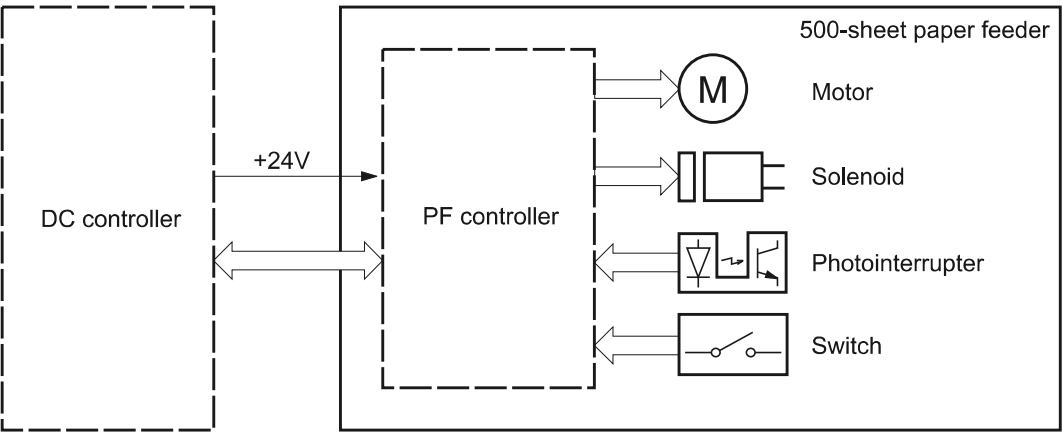 500-sheet paper feeder
M
Motor
+24V
Solenoid
DC controller
PF controller
Photointerrupter
Switch